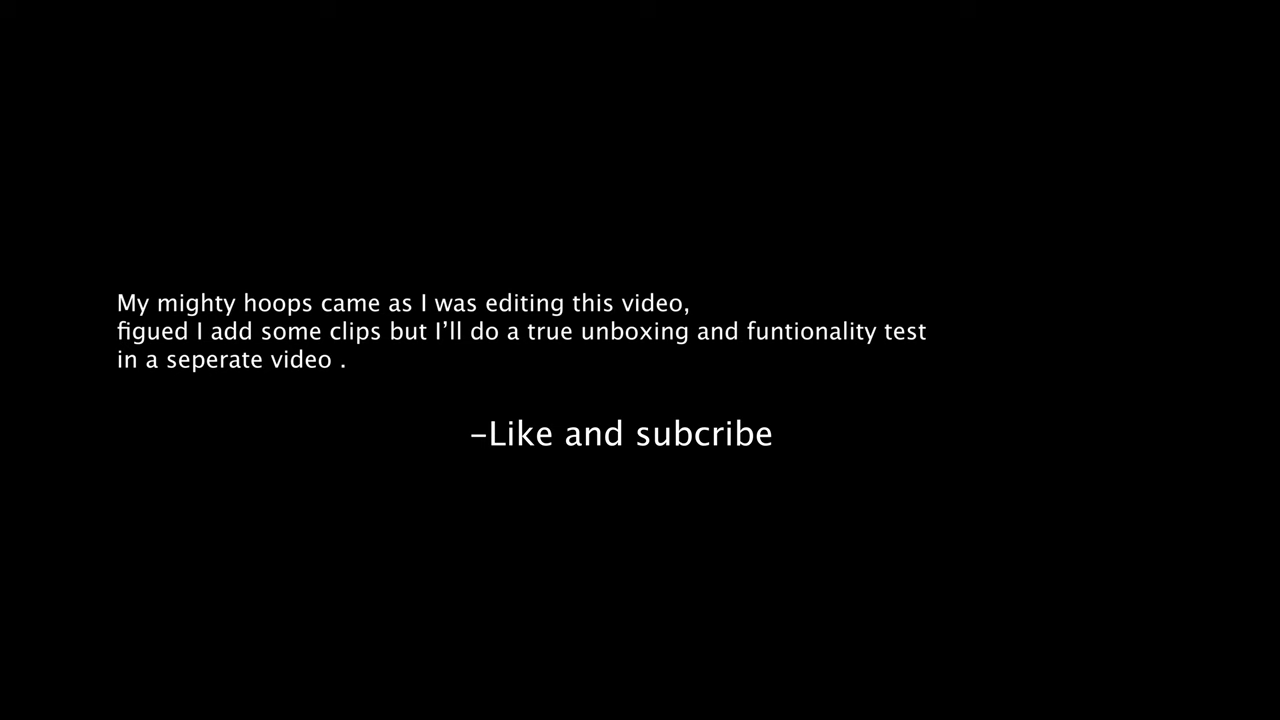 My mighty hoops came as I was editing this video,
figued I add some clips but I’ll do a true unboxing and funtionality test
in a seperate video .
–Like and subcribe